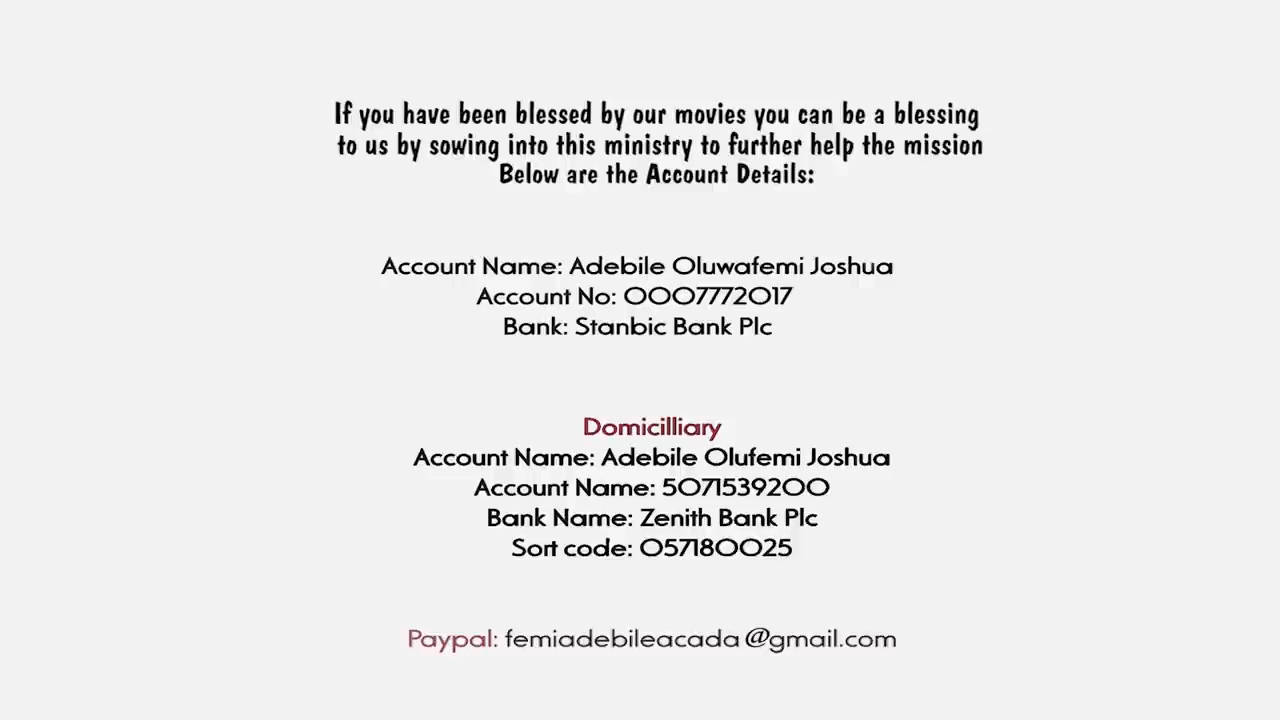 If you have been blessed by our movies you can be a blessing
to us by sowing into this ministry to further help the mission
Below are the Account Details:
Account Name: Adebile Oluwafemi Joshua
Account No: 0007772017
Bank: Stanbic Bank Plc
Domicilliary
Account Name: Adebile Olufemi Joshua
Account Name: 5071539200
Bank Name: Zenith Bank Plc
Sort code: 057180025
Paypal: femiadebileacada@gmail.com